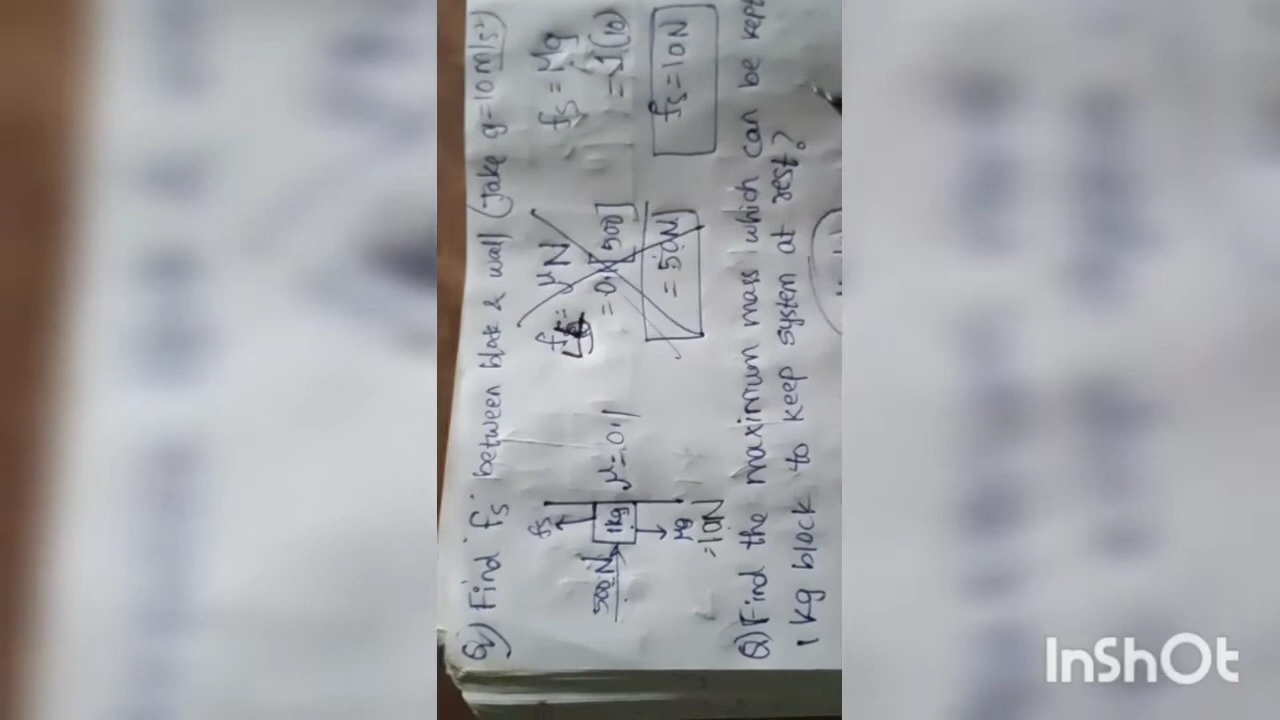 Q) Find fs between block & wall (Take g=10m/s²)
fs
500N
1kg
μ=0.1
Mg
=10N
fs = μN
= 0.1[500]
= 50N
fs = Mg
= 1(10)
fs = 10N
Q) Find the maximum mass which can be kept
1 kg block to keep system at rest?
InShOt